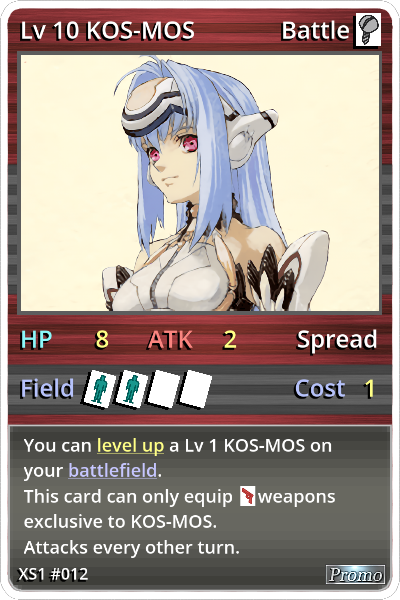 Lv 10 KOS-MOS Battle
HP 8 ATK 2 Spread
Field Cost 1
You can level up a Lv 1 KOS-MOS on
your battlefield.
This card can only equip weapons
exclusive to KOS-MOS.
Attacks every other turn.
XS1 #012 Promo